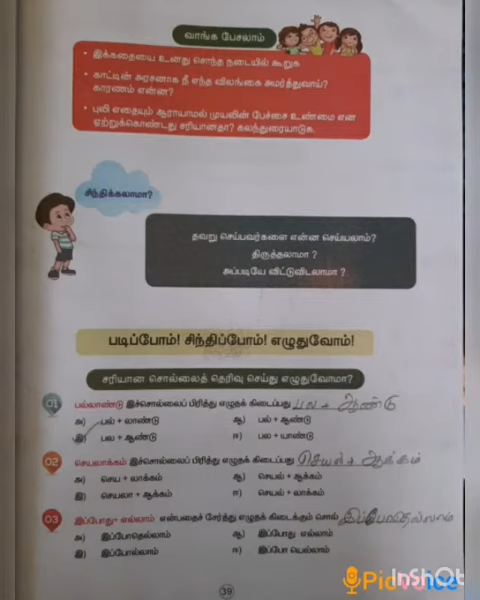 வாங்க பேசலாம்
• இக்கதையை உனது சொந்த நடையில் கூறுக
• காட்டின் அரசனாக நீ எந்த விலங்கை அமர்த்துவாய்?
காரணம் என்ன?
• புலி எதையும் ஆராயாமல் முயலின் பேச்சை உண்மை என
ஏற்றுக்கொண்டது சரியானதா? கலந்துரையாடுக.
சிந்திக்கலாமா?
தவறு செய்பவர்களை என்ன செய்யலாம்?
திருத்தலாமா ?
அப்படியே விட்டுவிடலாமா ?
படிப்போம்! சிந்திப்போம்! எழுதுவோம்!
சரியான சொல்லைத் தெரிவு செய்து எழுதுவோமா?
01 பல்லாண்டு இச்சொல்லைப் பிரித்து எழுதக் கிடைப்பது பல + ஆண்டு
அ) பல் + லாண்டு ஆ) பல் + ஆண்டு
இ) பல + ஆண்டு ஈ) பல + யாண்டு
02 செயலாக்கம் இச்சொல்லைப் பிரித்து எழுதக் கிடைப்பது செயல் + ஆக்கம்
அ) செய + லாக்கம் ஆ) செயல் + ஆக்கம்
இ) செயலா + ஆக்கம் ஈ) செயல் + லாக்கம்
03 இப்போது+ எல்லாம் என்பதைச் சேர்த்து எழுதக் கிடைக்கும் சொல் இப்போதெல்லாம்
அ) இப்போதெல்லாம் ஆ) இப்போது எல்லாம்
இ) இப்போல்லாம் ஈ) இப்போ யெல்லாம்
39
InShOt